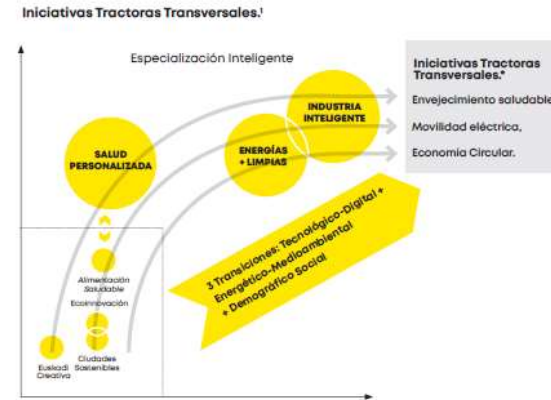 Iniciativas Tractoras Transversales.¹
Especialización Inteligente
Iniciativas Tractoras
Transversales.*
Envejecimiento saludable
Movilidad eléctrica,
Economía Circular.
INDUSTRIA
INTELIGENTE
ENERGÍAS
+ LIMPIAS
SALUD
PERSONALIZADA
3 Transiciones: Tecnológico-Digital +
Energético-Medioambiental
+ Demográfico Social
Alimentación
Saludable
Ecoinnovación
Ciudades
Sostenibles
Euskadi
Creativa